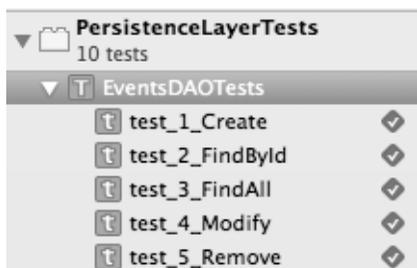 PersistenceLayerTests
10 tests
T EventsDAOTests
t test_1_Create
t test_2_FindById
t test_3_FindAll
t test_4_Modify
t test_5_Remove